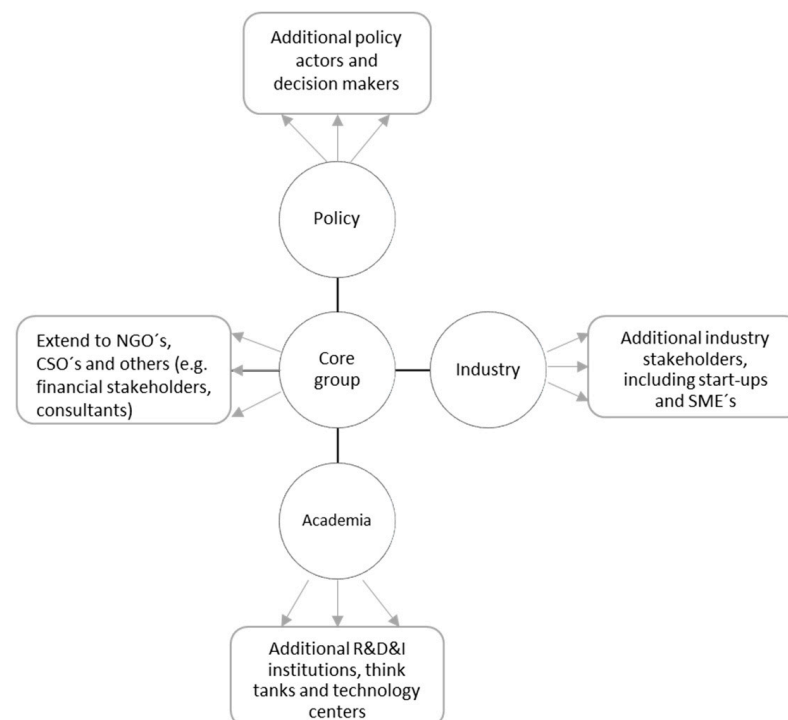 Additional policy
actors and
decision makers
Policy
Extend to NGO´s,
CSO´s and others (e.g.
financial stakeholders,
consultants)
Core
group
Industry
Additional industry
stakeholders,
including start-ups
and SME´s
Academia
Additional R&D&I
institutions, think
tanks and technology
centers